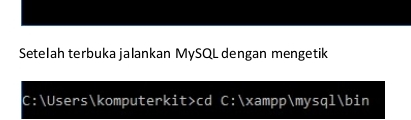 Setelah terbuka jalankan MySQL dengan mengetik
C:\Users\komputerkit>cd C:\xampp\mysql\bin